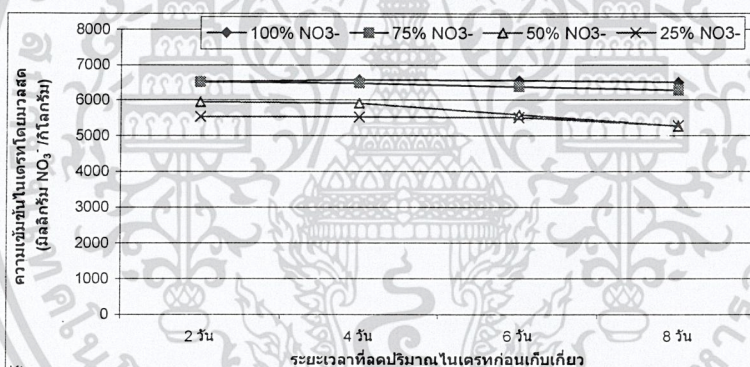 100% NO3- 75% NO3- 50% NO3- 25% NO3-
ความเข้มข้นไนเตรทโดยมวลสด
(มิลลิกรัม NO3-/กิโลกรัม)
8000
7000
6000
5000
4000
3000
2000
1000
0
2 วัน 4 วัน 6 วัน 8 วัน
ระยะเวลาที่ลดปริมาณไนเตรทก่อนเก็บเกี่ยว